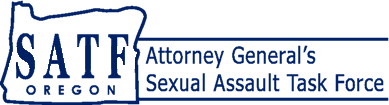 SATF
OREGON
Attorney General's
Sexual Assault Task Force